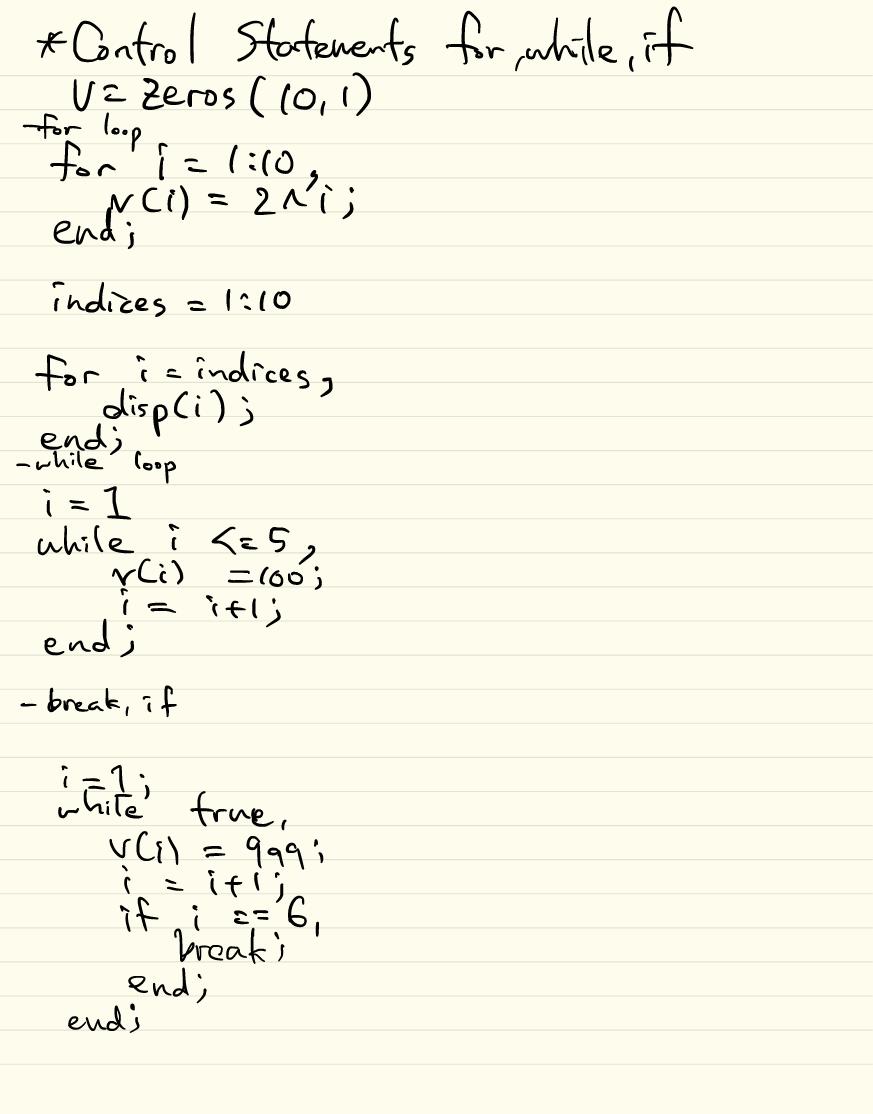 *Control Statements for, while, if
V = zeros(10,1)
-for loop
for i = 1:10,
v(i) = 2^i;
end;
indices = 1:10
for i = indices,
disp(i);
end;
-while loop
i = 1
while i <= 5,
v(i) = 100;
i = i+1;
end;
- break, if
i = 1;
while true,
v(i) = 999;
i = i+1;
if i == 6,
break;
end;
end;